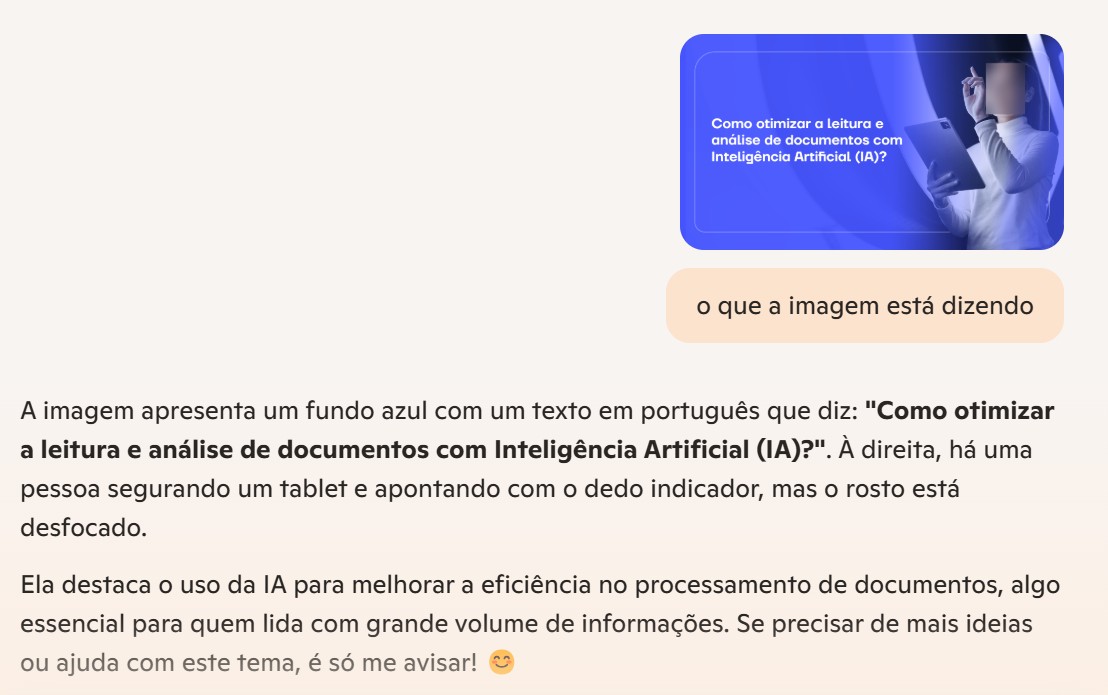 Como otimizar a leitura e
análise de documentos com
Inteligência Artificial (IA)?
o que a imagem está dizendo
A imagem apresenta um fundo azul com um texto em português que diz: "Como otimizar
a leitura e análise de documentos com Inteligência Artificial (IA)?". À direita, há uma
pessoa segurando um tablet e apontando com o dedo indicador, mas o rosto está
desfocado.
Ela destaca o uso da IA para melhorar a eficiência no processamento de documentos, algo
essencial para quem lida com grande volume de informações. Se precisar de mais ideias
ou ajuda com este tema, é só me avisar! 😊